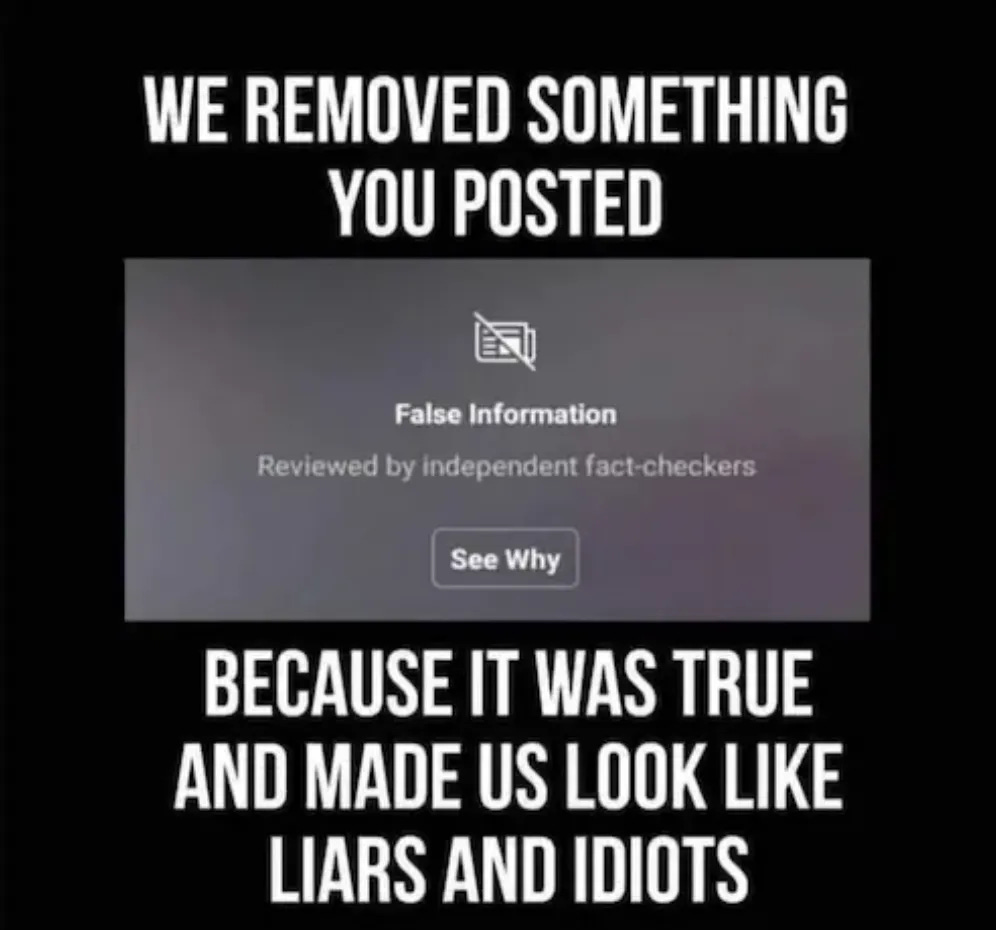 WE REMOVED SOMETHING
YOU POSTED
False Information
Reviewed by independent fact-checkers
See Why
BECAUSE IT WAS TRUE
AND MADE US LOOK LIKE
LIARS AND IDIOTS